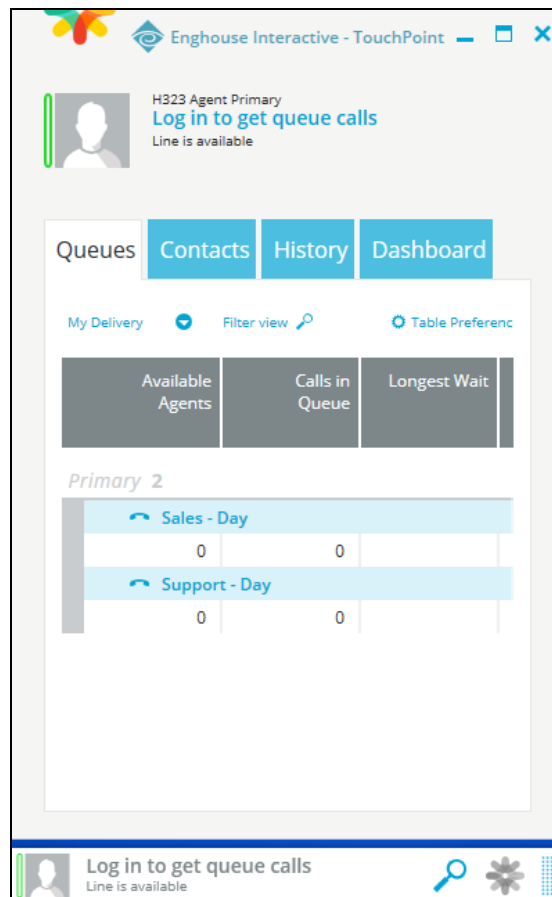 Enghouse Interactive - TouchPoint
H323 Agent Primary
Log in to get queue calls
Line is available
Queues Contacts History Dashboard
My Delivery Filter view Table Preferenc
Available Agents Calls in Queue Longest Wait
Primary 2
Sales - Day
0 0
Support - Day
0 0
Log in to get queue calls
Line is available